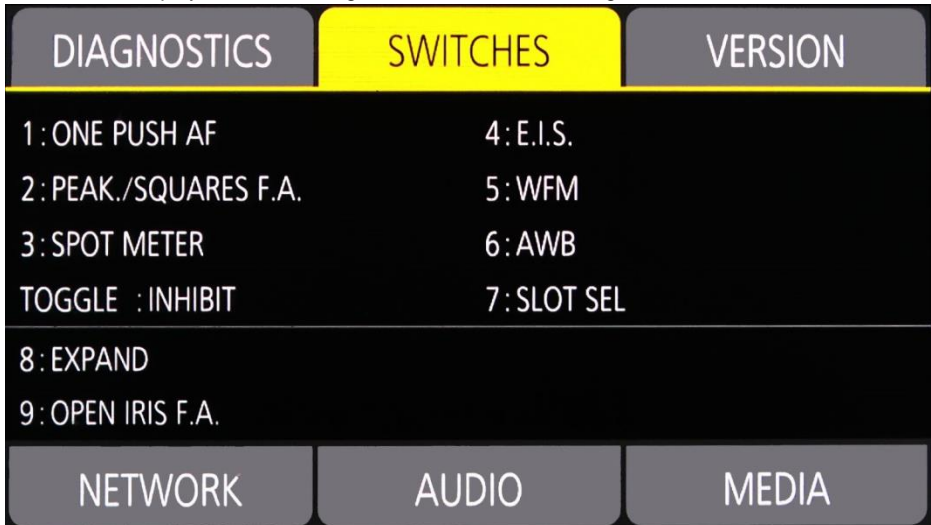 DIAGNOSTICS
SWITCHES
VERSION
1:ONE PUSH AF
4:E.I.S.
2:PEAK./SQUARES F.A.
5:WFM
3:SPOT METER
6:AWB
TOGGLE :INHIBIT
7:SLOT SEL
8:EXPAND
9:OPEN IRIS F.A.
NETWORK
AUDIO
MEDIA